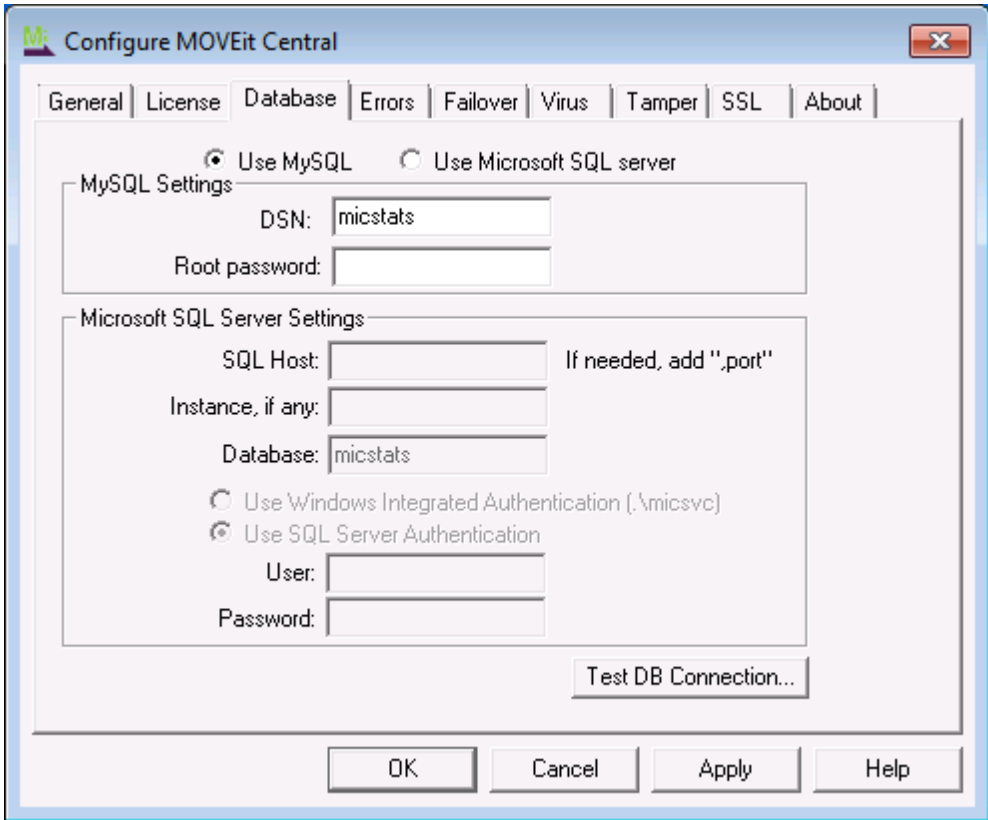 Mi Configure MOVEit Central
General License Database Errors Failover Virus Tamper SSL About
Use MySQL Use Microsoft SQL server
MySQL Settings
DSN: micstats
Root password:
Microsoft SQL Server Settings
SQL Host: If needed, add ",port"
Instance, if any:
Database: micstats
Use Windows Integrated Authentication (.\micsvc)
Use SQL Server Authentication
User:
Password:
Test DB Connection...
OK Cancel Apply Help